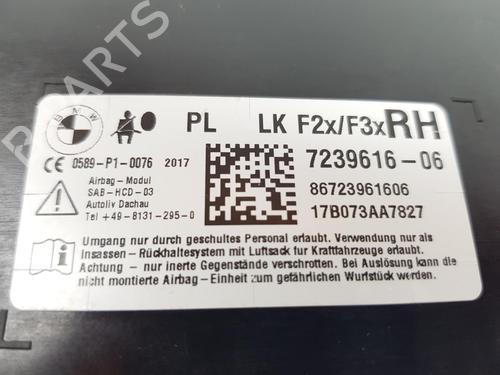 B PARTS
BMW
PL LK F2x/F3x RH
CE 0589-P1-0076 2017
7239616-06
Airbag-Modul
SAB-HCD-03
Autoliv Dachau
Tel +49-8131-295-0
86723961606
17B073AA7827
Umgang nur durch geschultes Personal erlaubt. Verwendung nur als
Insassen - Rückhaltesystem mit Luftsack für Kraftfahrzeuge erlaubt.
Achtung - nur inerte Gegenstände verschroten. Bei Auslösung kann die
nicht montierte Airbag-Einheit zum gefährlichen Wurfstück werden.